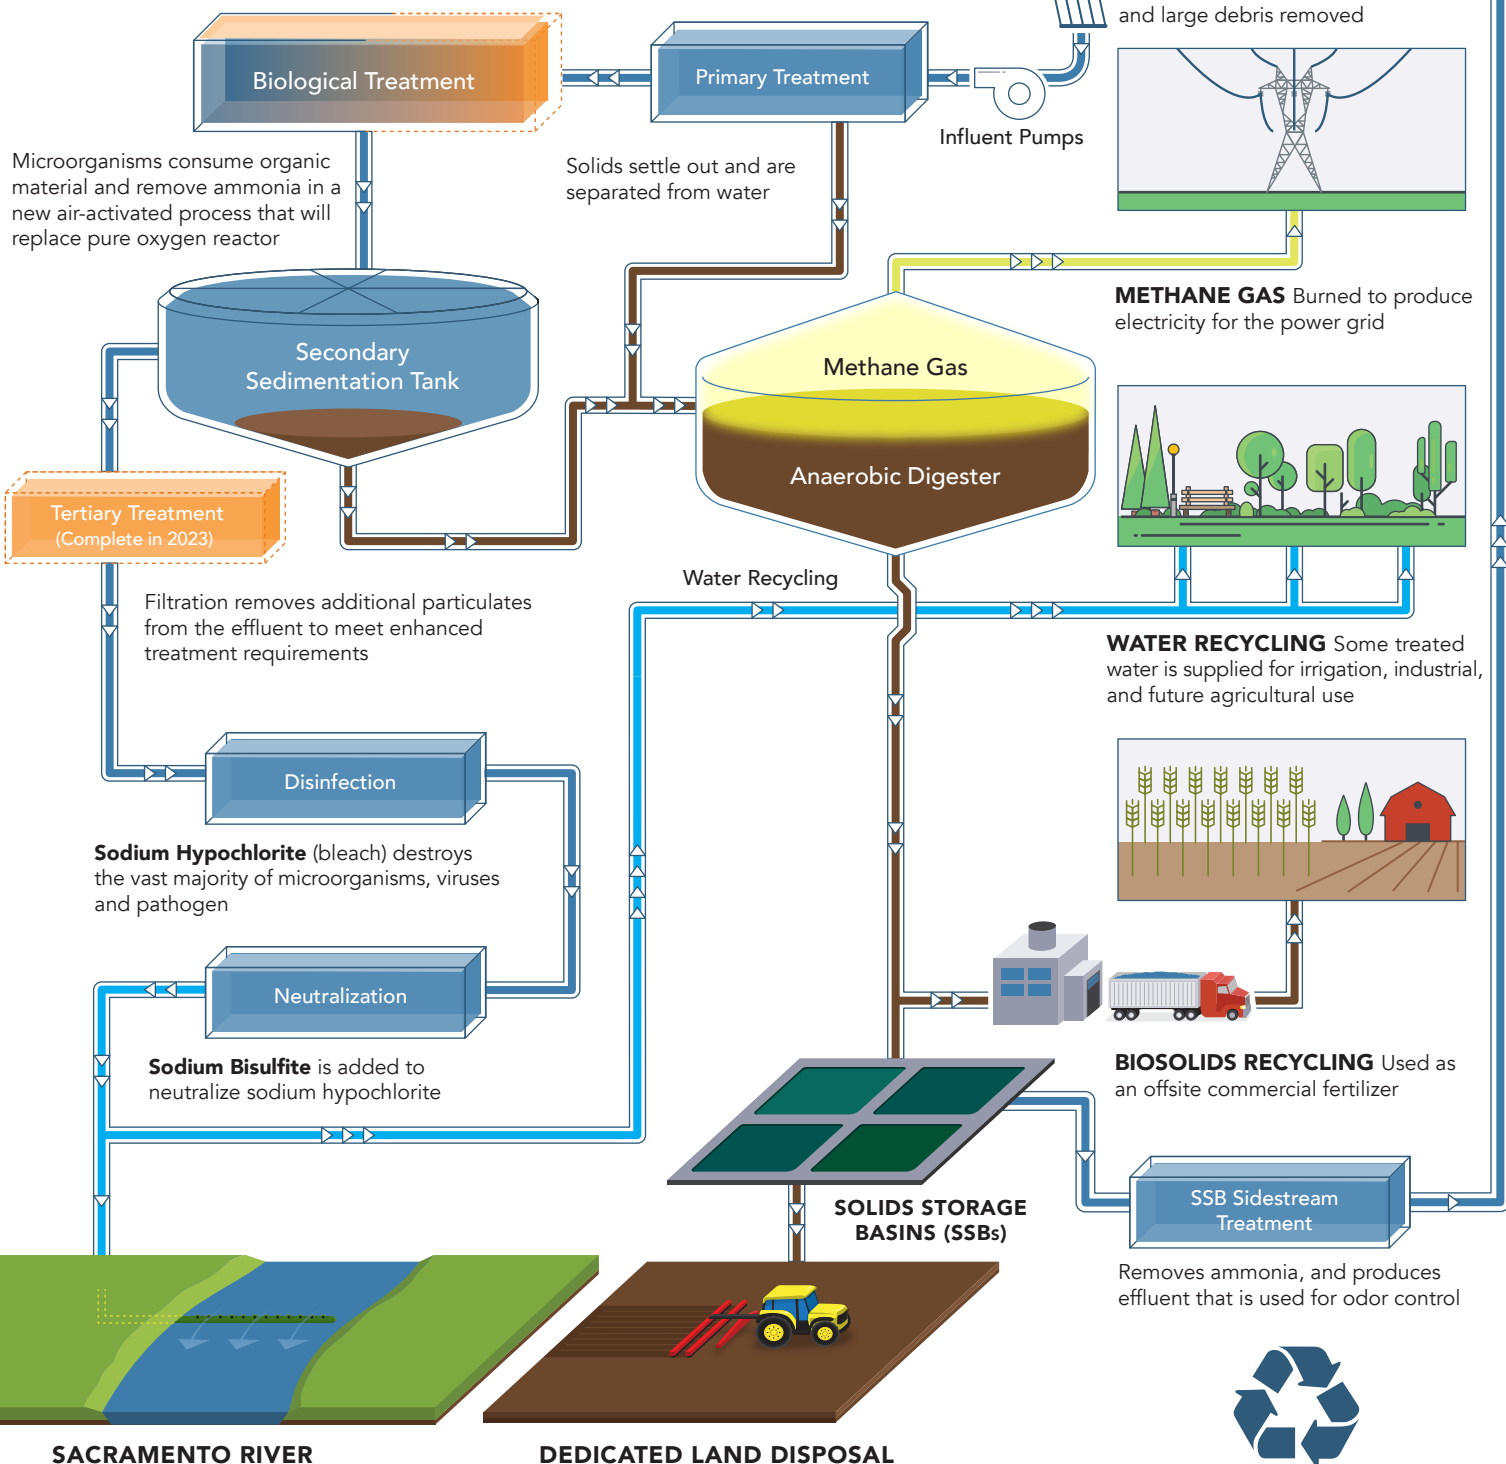 and large debris removed
Biological Treatment
Primary Treatment
Influent Pumps
Microorganisms consume organic
material and remove ammonia in a
new air-activated process that will
replace pure oxygen reactor
Solids settle out and are
separated from water
METHANE GAS Burned to produce
electricity for the power grid
Secondary
Sedimentation Tank
Methane Gas
Anaerobic Digester
Tertiary Treatment
(Complete in 2023)
Water Recycling
Filtration removes additional particulates
from the effluent to meet enhanced
treatment requirements
WATER RECYCLING Some treated
water is supplied for irrigation, industrial,
and future agricultural use
Disinfection
Sodium Hypochlorite (bleach) destroys
the vast majority of microorganisms, viruses
and pathogen
Neutralization
Sodium Bisulfite is added to
neutralize sodium hypochlorite
BIOSOLIDS RECYCLING Used as
an offsite commercial fertilizer
SOLIDS STORAGE
BASINS (SSBs)
SSB Sidestream
Treatment
Removes ammonia, and produces
effluent that is used for odor control
SACRAMENTO RIVER
DEDICATED LAND DISPOSAL